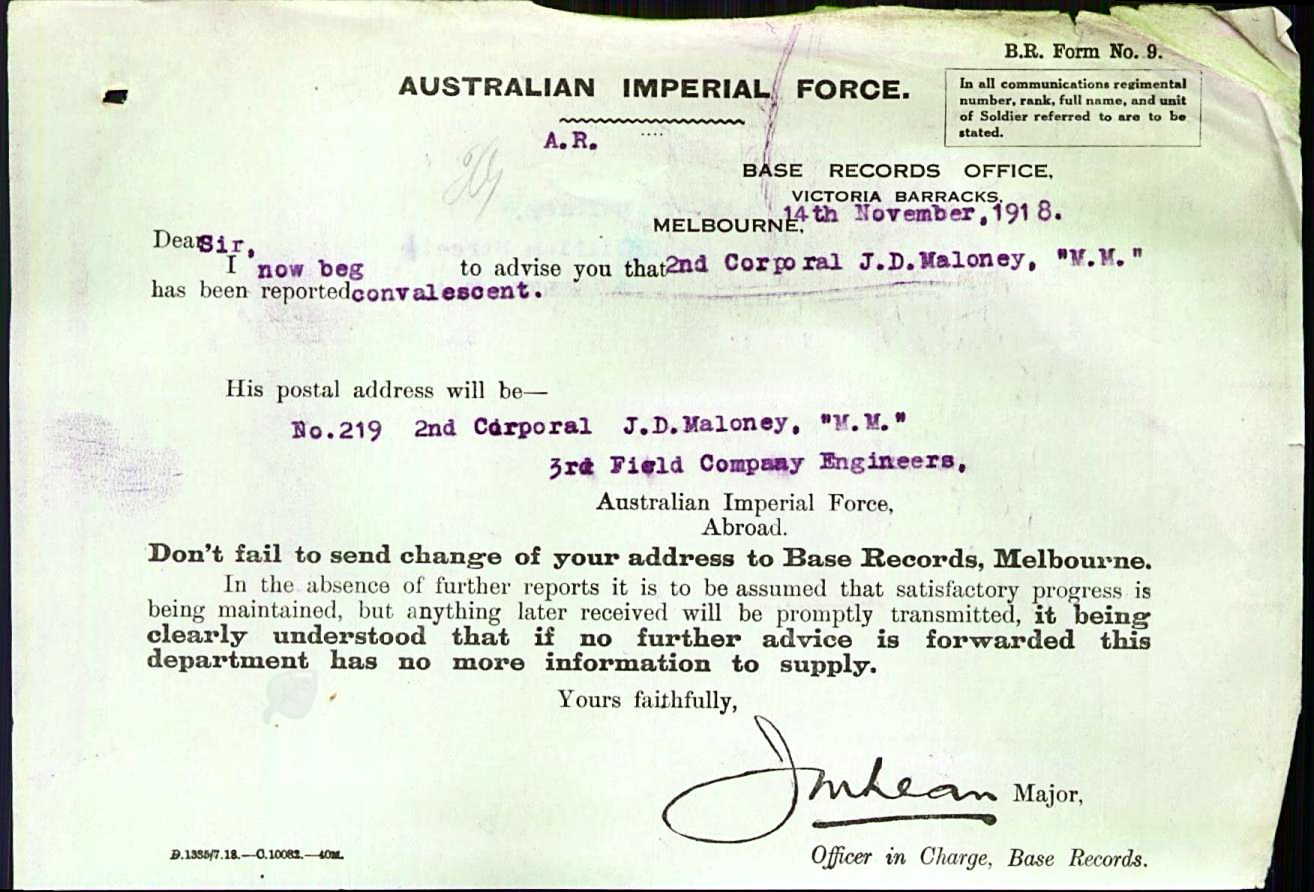 B.R. Form No. 9.
AUSTRALIAN IMPERIAL FORCE.
In all communications regimental
number, rank, full name, and unit
of Soldier referred to are to be
stated.
A.R.
BASE RECORDS OFFICE,
VICTORIA BARRACKS,
MELBOURNE, 14th November, 1918.
Dear Sir,
I now beg to advise you that 2nd Corporal J.D.Maloney, "M.M."
has been reported convalescent.
His postal address will be—
No.219 2nd Corporal J.D.Maloney, "M.M."
3rd Field Company Engineers,
Australian Imperial Force,
Abroad.
Don't fail to send change of your address to Base Records, Melbourne.
In the absence of further reports it is to be assumed that satisfactory progress is
being maintained, but anything later received will be promptly transmitted, it being
clearly understood that if no further advice is forwarded this
department has no more information to supply.
Yours faithfully,
JMLean Major,
Officer in Charge, Base Records.
D.1335/7.18.—C.10082.—40M.